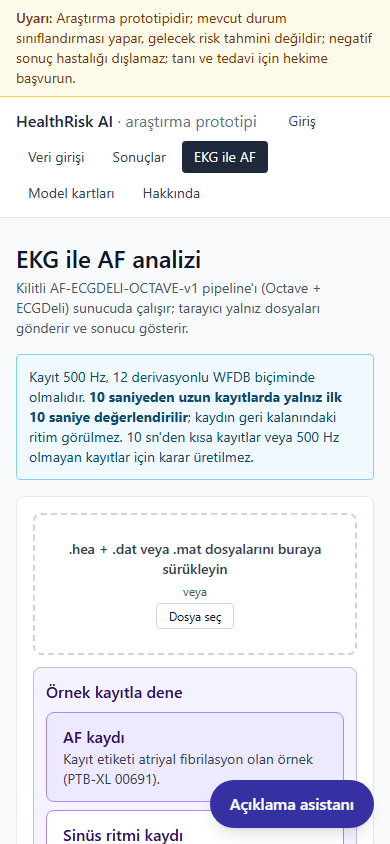 Uyarı: Araştırma prototipidir; mevcut durum
sınıflandırması yapar, gelecek risk tahmini değildir; negatif
sonuç hastalığı dışlamaz; tanı ve tedavi için hekime
başvurun.
HealthRisk AI · araştırma prototipi Giriş
Veri girişi Sonuçlar EKG ile AF
Model kartları Hakkında
EKG ile AF analizi
Kilitli AF-ECGDELI-OCTAVE-v1 pipeline'ı (Octave +
ECGDeli) sunucuda çalışır; tarayıcı yalnız dosyaları
gönderir ve sonucu gösterir.
Kayıt 500 Hz, 12 derivasyonlu WFDB biçiminde
olmalıdır. 10 saniyeden uzun kayıtlarda yalnız ilk
10 saniye değerlendirilir; kaydın geri kalanındaki
ritim görülmez. 10 sn'den kısa kayıtlar veya 500 Hz
olmayan kayıtlar için karar üretilmez.
.hea + .dat veya .mat dosyalarını buraya
sürükleyin
veya
Dosya seç
Örnek kayıtla dene
AF kaydı
Kayıt etiketi atriyal fibrilasyon olan örnek
(PTB-XL 00691).
Açıklama asistanı
Sinüs ritmi kaydı